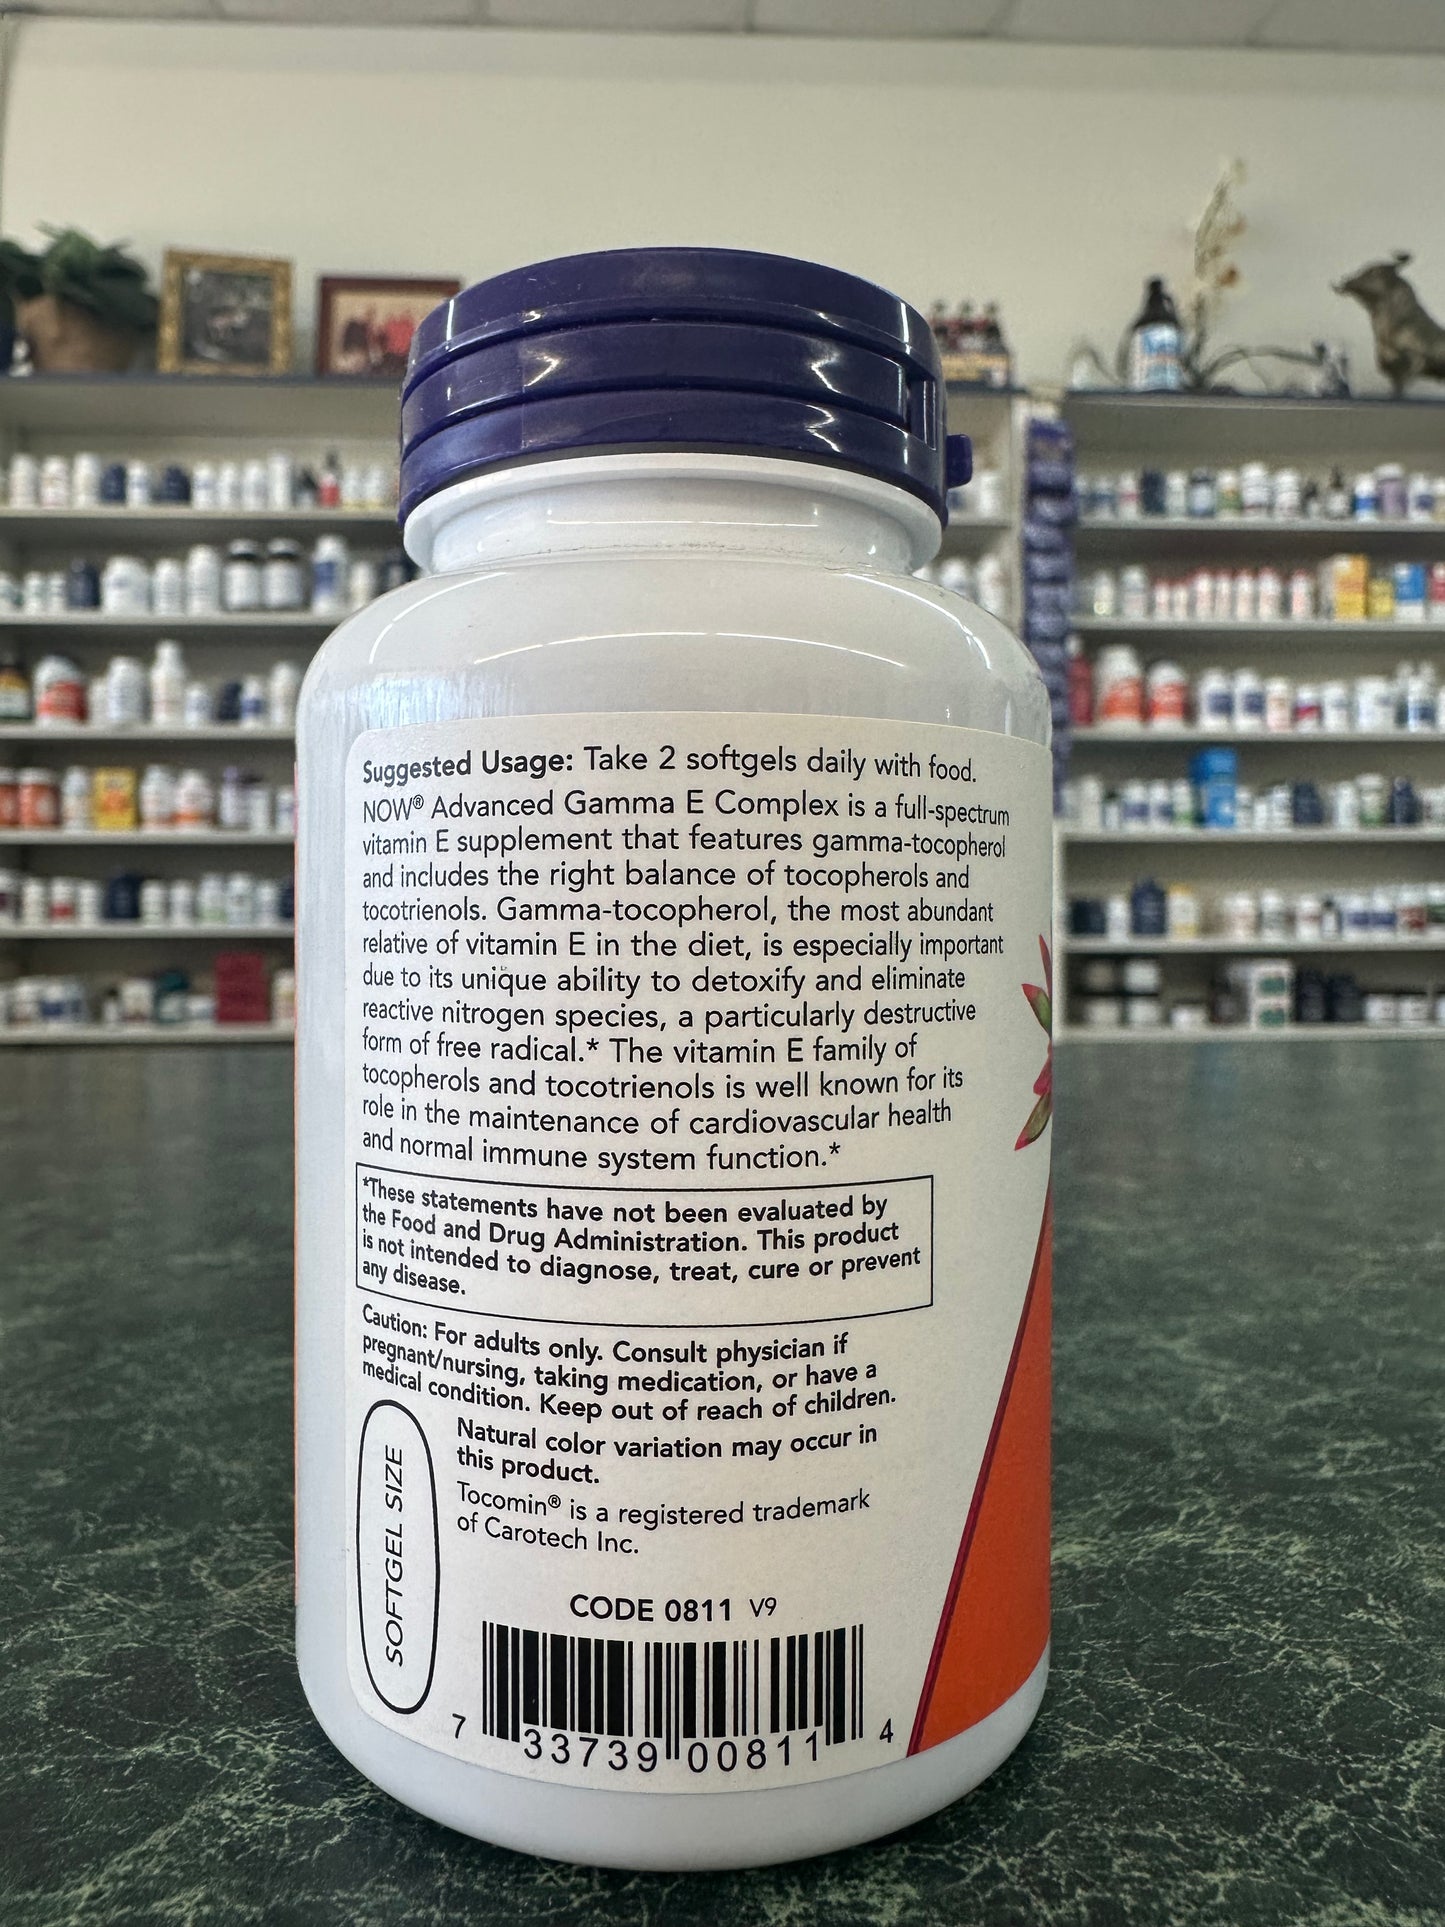 Suggested Usage: Take 2 softgels daily with food.
NOW® Advanced Gamma E Complex is a full-spectrum
vitamin E supplement that features gamma-tocopherol
and includes the right balance of tocopherols and
tocotrienols. Gamma-tocopherol, the most abundant
relative of vitamin E in the diet, is especially important
due to its unique ability to detoxify and eliminate
reactive nitrogen species, a particularly destructive
form of free radical.* The vitamin E family of
tocopherols and tocotrienols is well known for its
role in the maintenance of cardiovascular health
and normal immune system function.*
*These statements have not been evaluated by
the Food and Drug Administration. This product
is not intended to diagnose, treat, cure or prevent
any disease.
Caution: For adults only. Consult physician if
pregnant/nursing, taking medication, or have a
medical condition. Keep out of reach of children.
Natural color variation may occur in
this product.
Tocomin® is a registered trademark
of Carotech Inc.
SOFTGEL SIZE
CODE 0811 V9
7 33739 00811 4